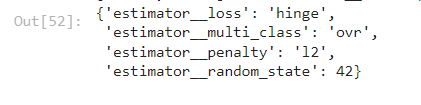 Out[52]: {'estimator__loss': 'hinge',
'estimator__multi_class': 'ovr',
'estimator__penalty': 'l2',
'estimator__random_state': 42}